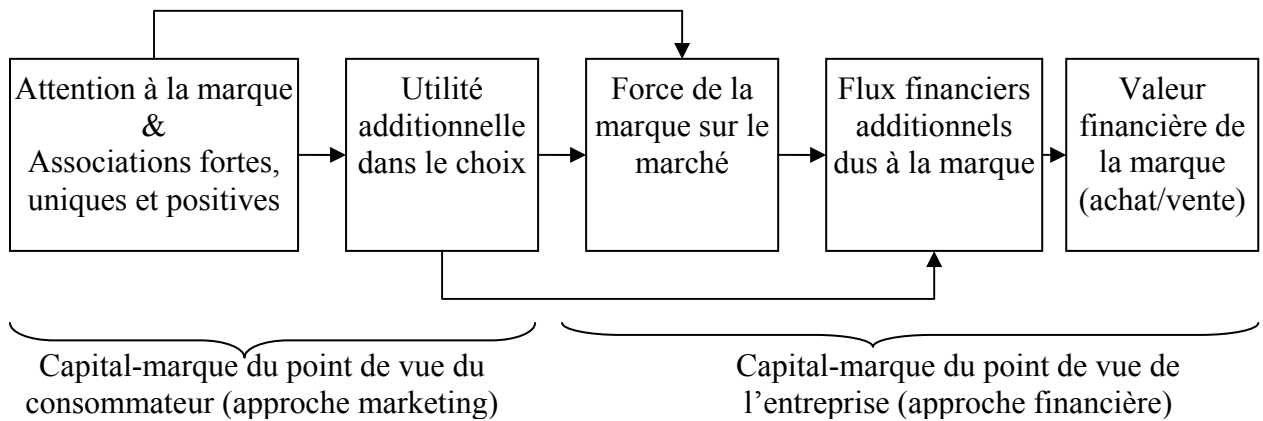 Attention à la marque
&
Associations fortes,
uniques et positives
Utilité
additionnelle
dans le choix
Force de la
marque sur le
marché
Flux financiers
additionnels
dus à la marque
Valeur
financière de
la marque
(achat/vente)
Capital-marque du point de vue du
consommateur (approche marketing)
Capital-marque du point de vue de
l’entreprise (approche financière)